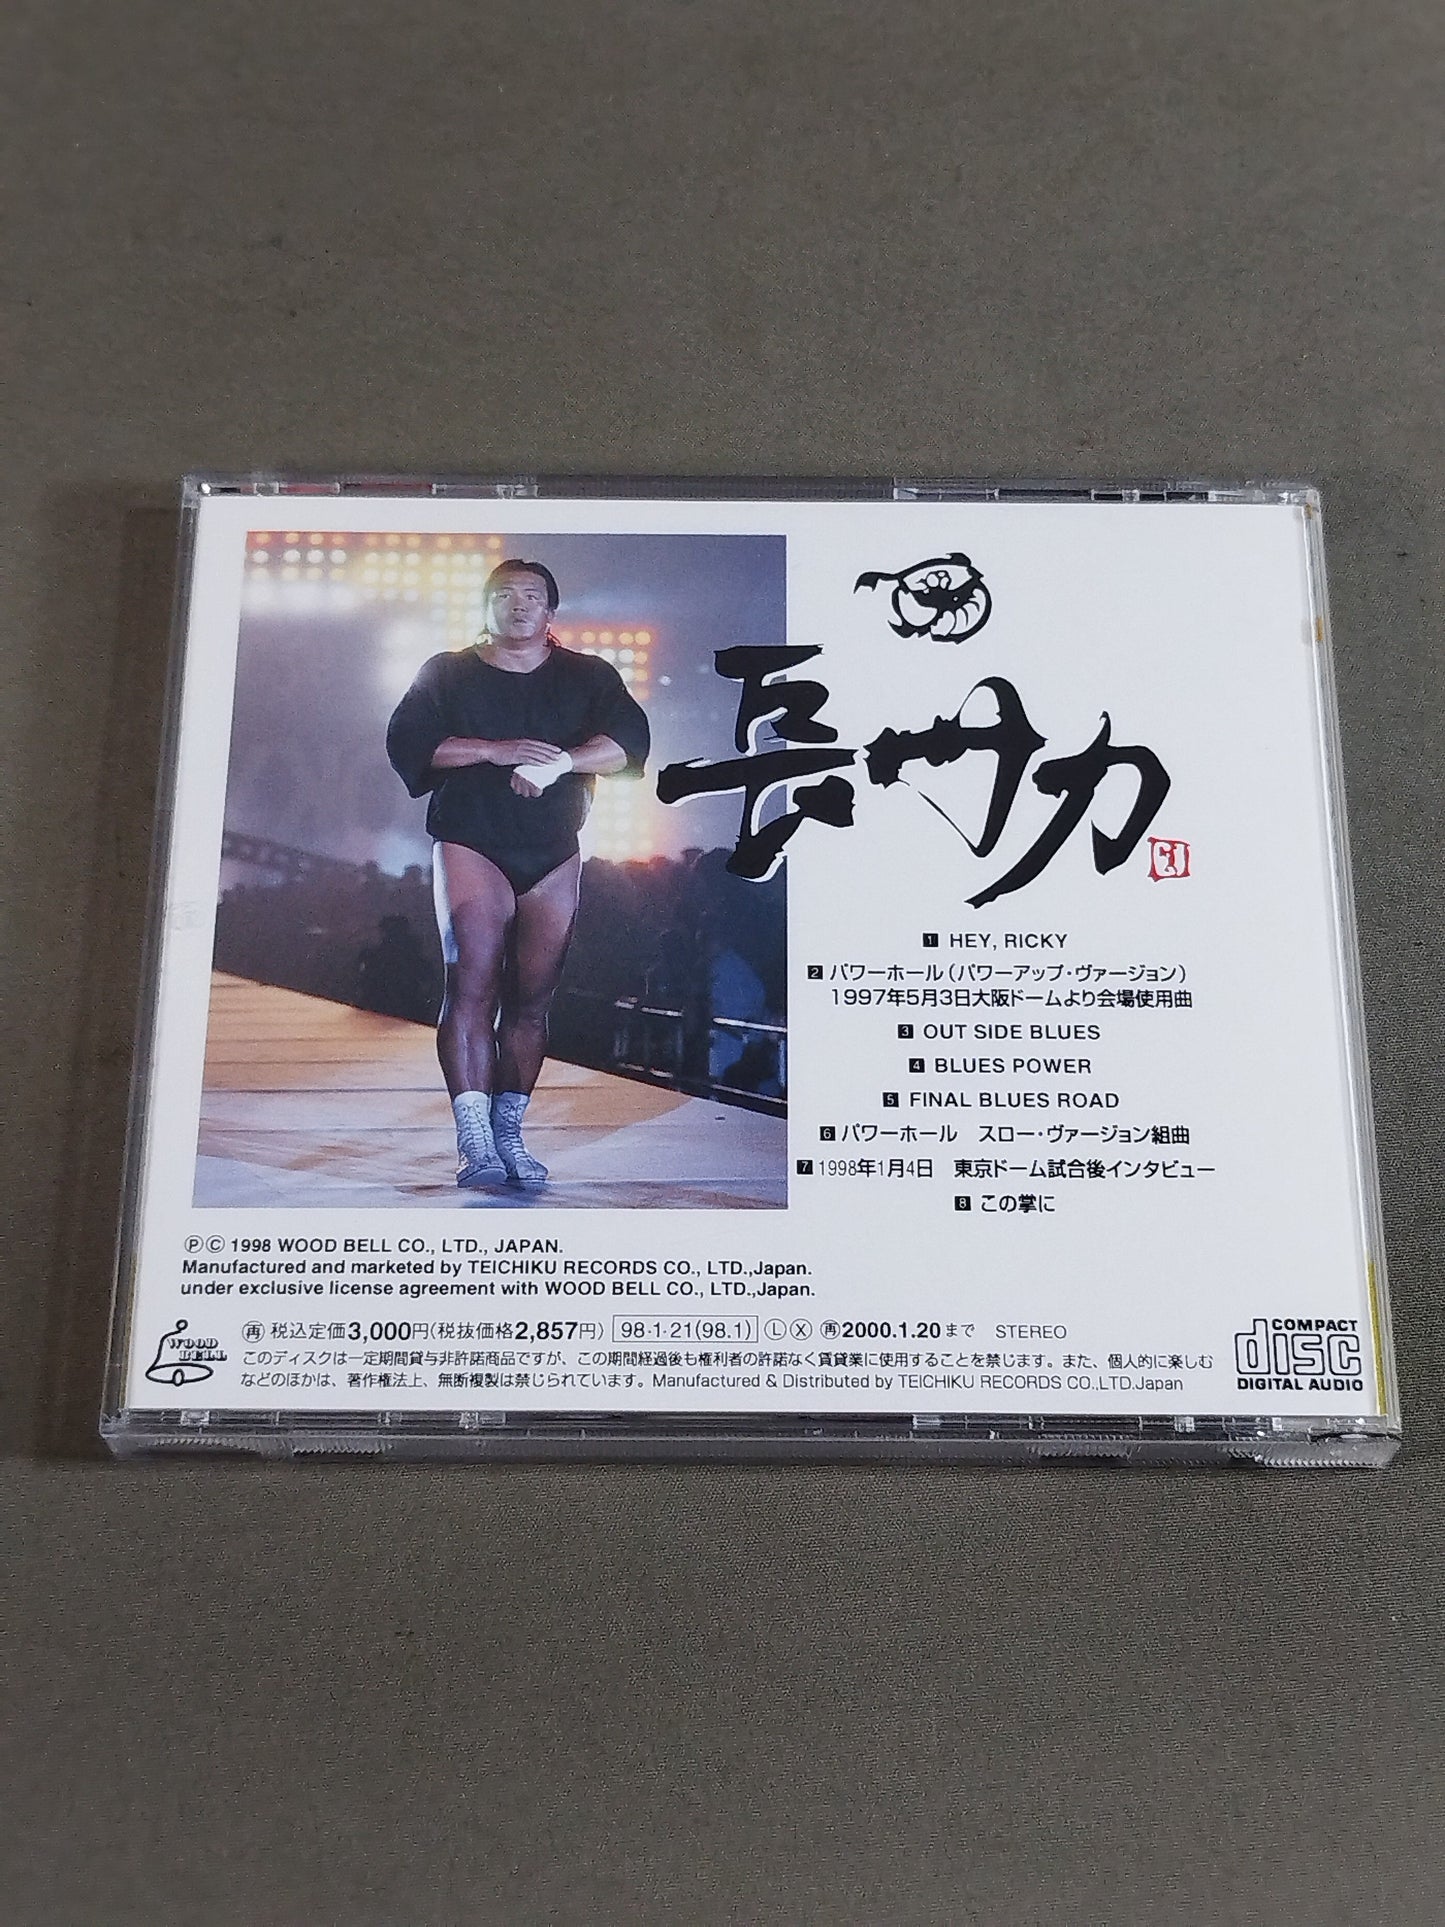 長州力
1 HEY, RICKY
2 パワーホール(パワーアップ・ヴァージョン)
1997年5月3日大阪ドームより会場使用曲
3 OUT SIDE BLUES
4 BLUES POWER
5 FINAL BLUES ROAD
6 パワーホール スロー・ヴァージョン組曲
7 1998年1月4日 東京ドーム試合後インタビュー
8 この掌に
Ⓟ© 1998 WOOD BELL CO., LTD., JAPAN.
Manufactured and marketed by TEICHIKU RECORDS CO., LTD.,Japan.
under exclusive license agreement with WOOD BELL CO., LTD.,Japan.
WOOD
BELL
㊢税込定価3,000円(税抜価格2,857円) 98・1・21(98.1) Ⓛ Ⓧ 再2000.1.20まで STEREO
このディスクは一定期間貸与非許諾商品ですが、この期間経過後も権利者の許諾なく賃貸業に使用することを禁じます。また、個人的に楽しむ
などのほかは、著作権法上、無断複製は禁じられています。Manufactured & Distributed by TEICHIKU RECORDS CO.,LTD.Japan
COMPACT
disc
DIGITAL AUDIO